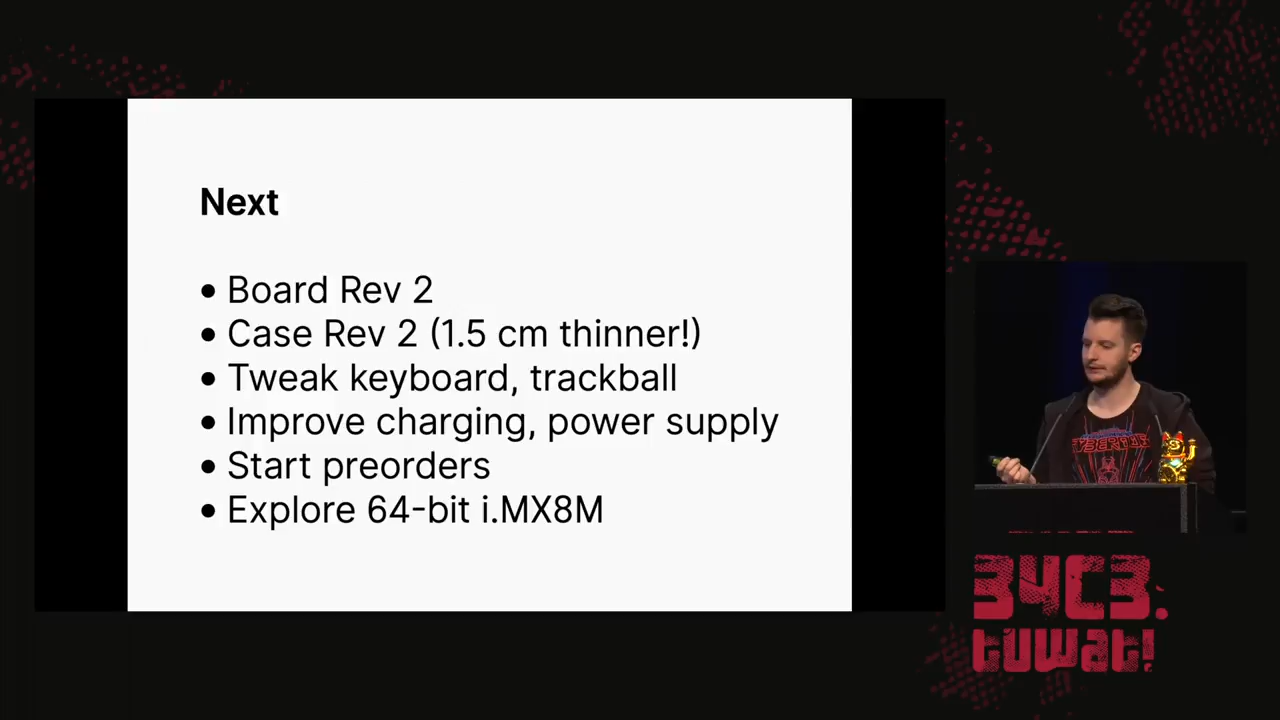 Next
• Board Rev 2
• Case Rev 2 (1.5 cm thinner!)
• Tweak keyboard, trackball
• Improve charging, power supply
• Start preorders
• Explore 64-bit i.MX8M
34C3.
tuwat!